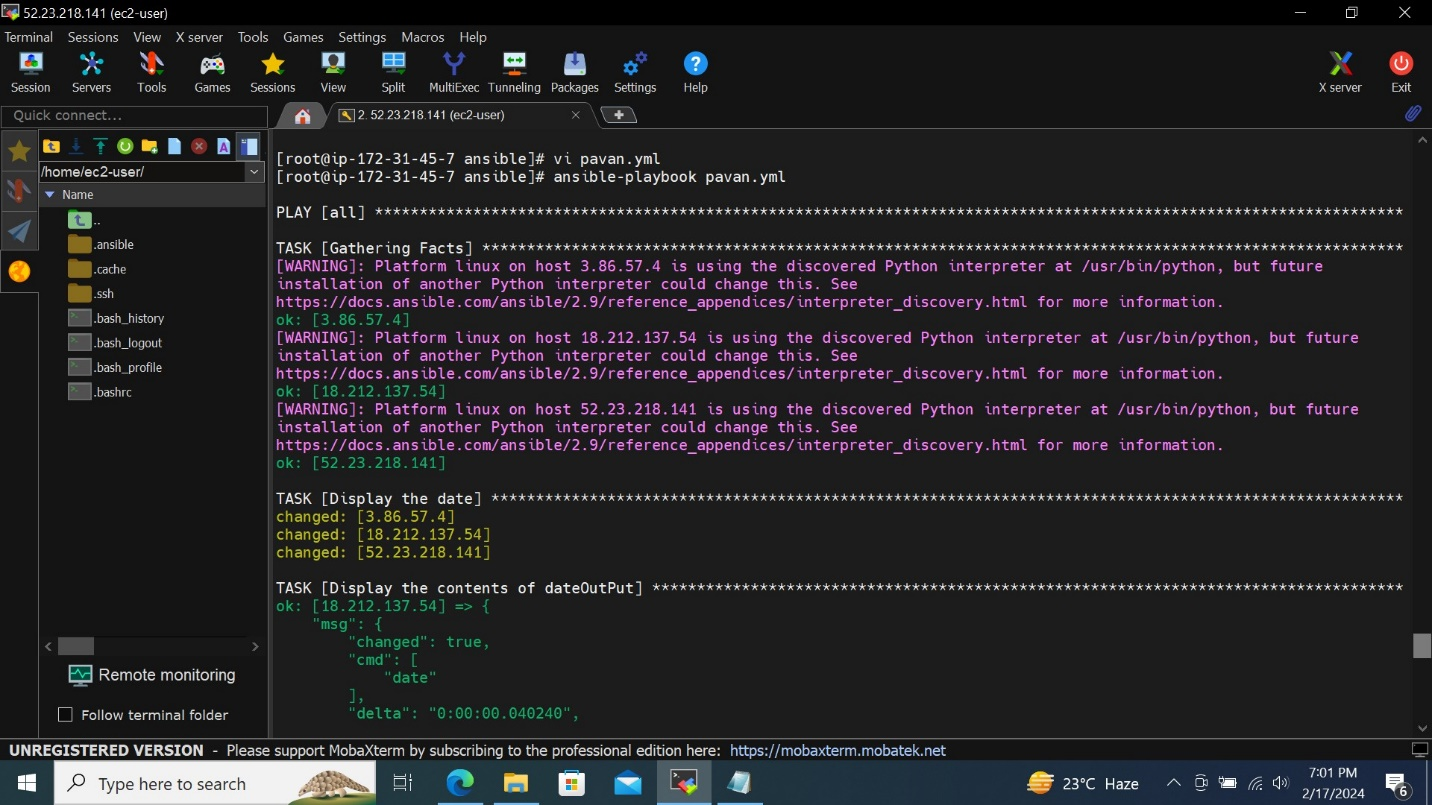 52.23.218.141 (ec2-user)
Terminal Sessions View X server Tools Games Settings Macros Help
Session Servers Tools Games Sessions View Split MultiExec Tunneling Packages Settings Help X server Exit
Quick connect...
2. 52.23.218.141 (ec2-user)
/home/ec2-user/
Name
..
.ansible
.cache
.ssh
.bash_history
.bash_logout
.bash_profile
.bashrc
Remote monitoring
Follow terminal folder
[root@ip-172-31-45-7 ansible]# vi pavan.yml
[root@ip-172-31-45-7 ansible]# ansible-playbook pavan.yml
PLAY [all] *******************************************************************************************************************
TASK [Gathering Facts] *******************************************************************************************************
[WARNING]: Platform linux on host 3.86.57.4 is using the discovered Python interpreter at /usr/bin/python, but future
installation of another Python interpreter could change this. See
https://docs.ansible.com/ansible/2.9/reference_appendices/interpreter_discovery.html for more information.
ok: [3.86.57.4]
[WARNING]: Platform linux on host 18.212.137.54 is using the discovered Python interpreter at /usr/bin/python, but future
installation of another Python interpreter could change this. See
https://docs.ansible.com/ansible/2.9/reference_appendices/interpreter_discovery.html for more information.
ok: [18.212.137.54]
[WARNING]: Platform linux on host 52.23.218.141 is using the discovered Python interpreter at /usr/bin/python, but future
installation of another Python interpreter could change this. See
https://docs.ansible.com/ansible/2.9/reference_appendices/interpreter_discovery.html for more information.
ok: [52.23.218.141]
TASK [Display the date] ******************************************************************************************************
changed: [3.86.57.4]
changed: [18.212.137.54]
changed: [52.23.218.141]
TASK [Display the contents of dateOutPut] ************************************************************************************
ok: [18.212.137.54] => {
"msg": {
"changed": true,
"cmd": [
"date"
],
"delta": "0:00:00.040240",
UNREGISTERED VERSION - Please support MobaXterm by subscribing to the professional edition here: https://mobaxterm.mobatek.net
Type here to search
23°C Haze
7:01 PM
2/17/2024
6